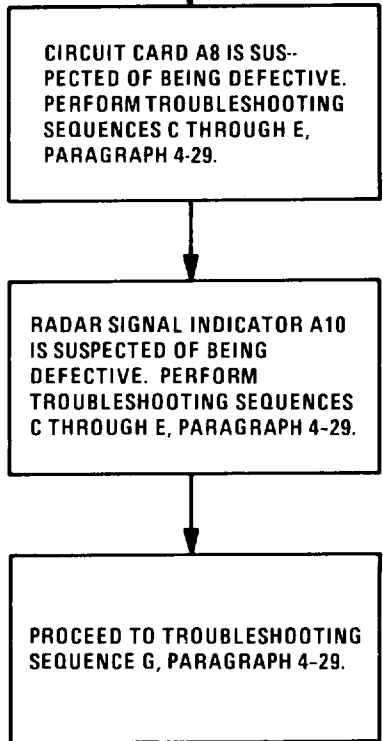 CIRCUIT CARD A8 IS SUS--
PECTED OF BEING DEFECTIVE.
PERFORM TROUBLESHOOTING
SEQUENCES C THROUGH E,
PARAGRAPH 4-29.
RADAR SIGNAL INDICATOR A10
IS SUSPECTED OF BEING
DEFECTIVE. PERFORM
TROUBLESHOOTING SEQUENCES
C THROUGH E, PARAGRAPH 4-29.
PROCEED TO TROUBLESHOOTING
SEQUENCE G, PARAGRAPH 4-29.